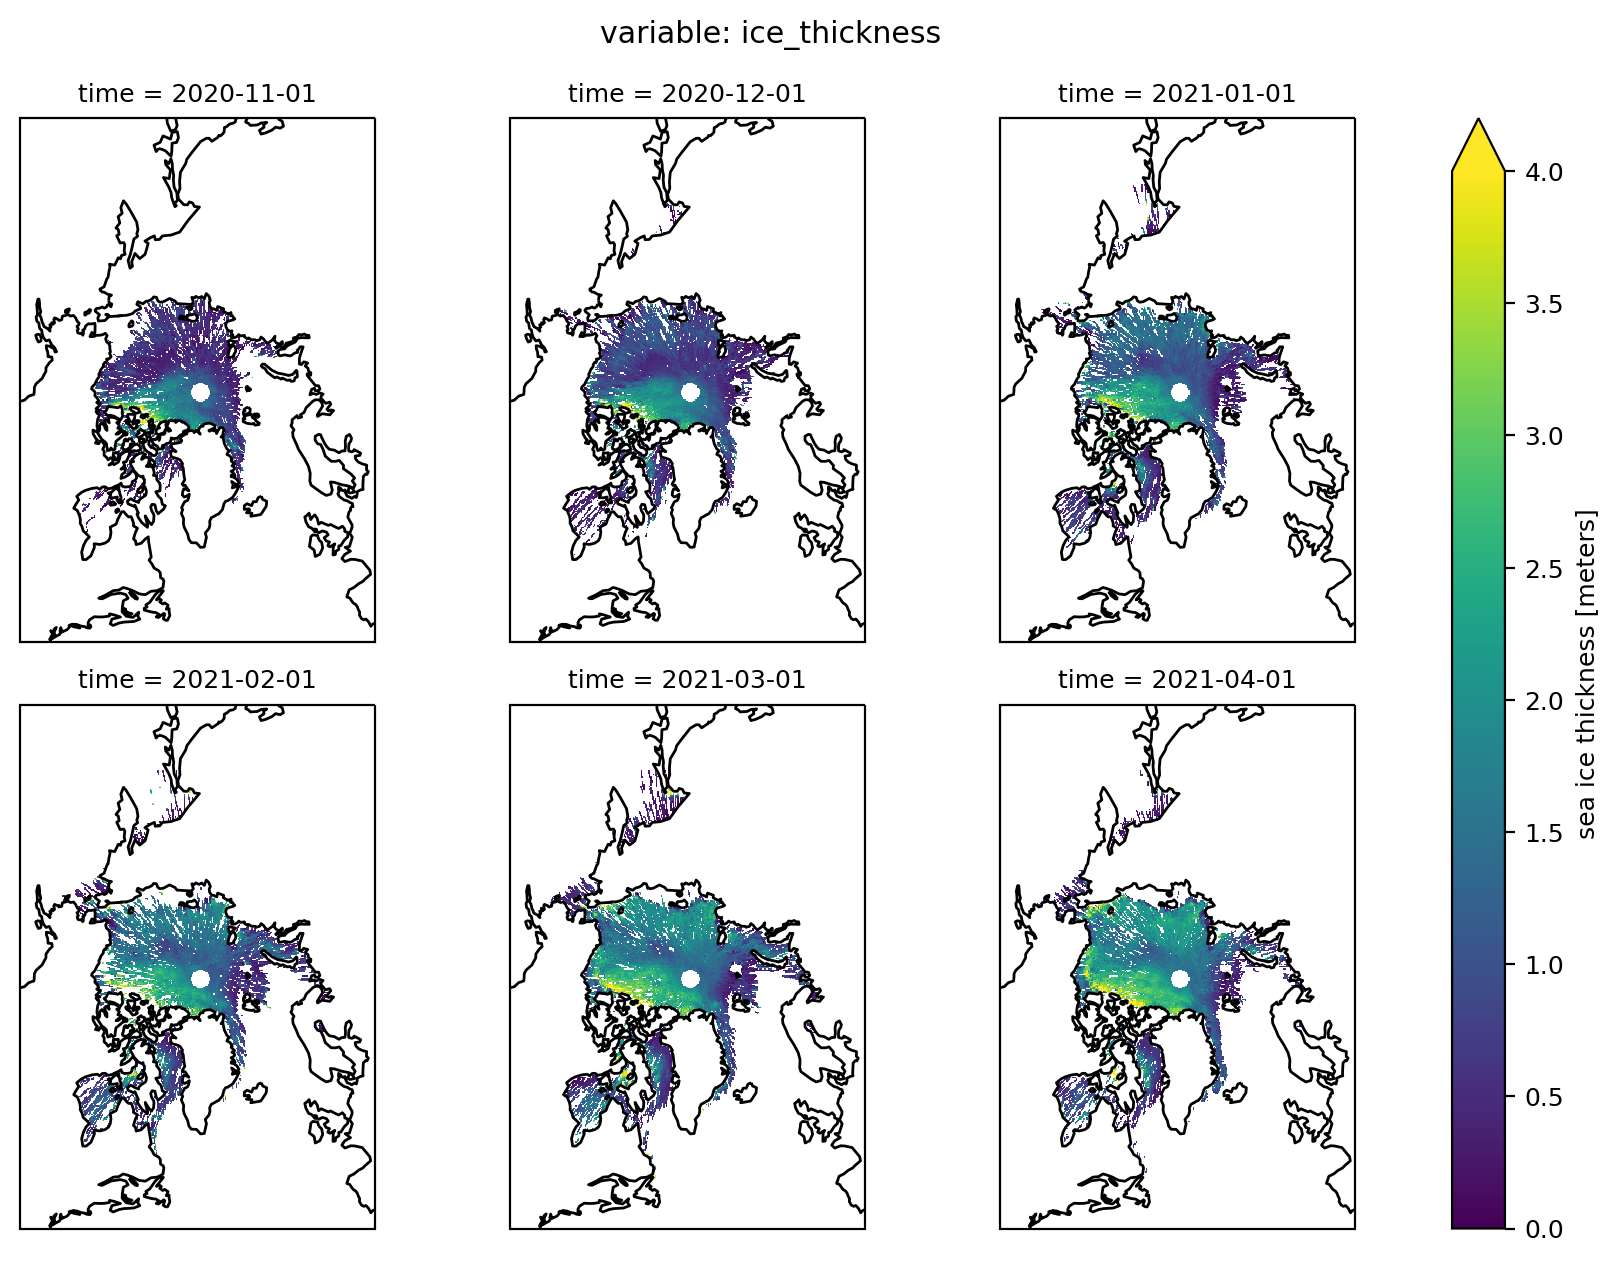 variable: ice_thickness
time = 2020-11-01
time = 2020-12-01
time = 2021-01-01
time = 2021-02-01
time = 2021-03-01
time = 2021-04-01
4.0
3.5
3.0
2.5
2.0
1.5
1.0
0.5
0.0
sea ice thickness [meters]